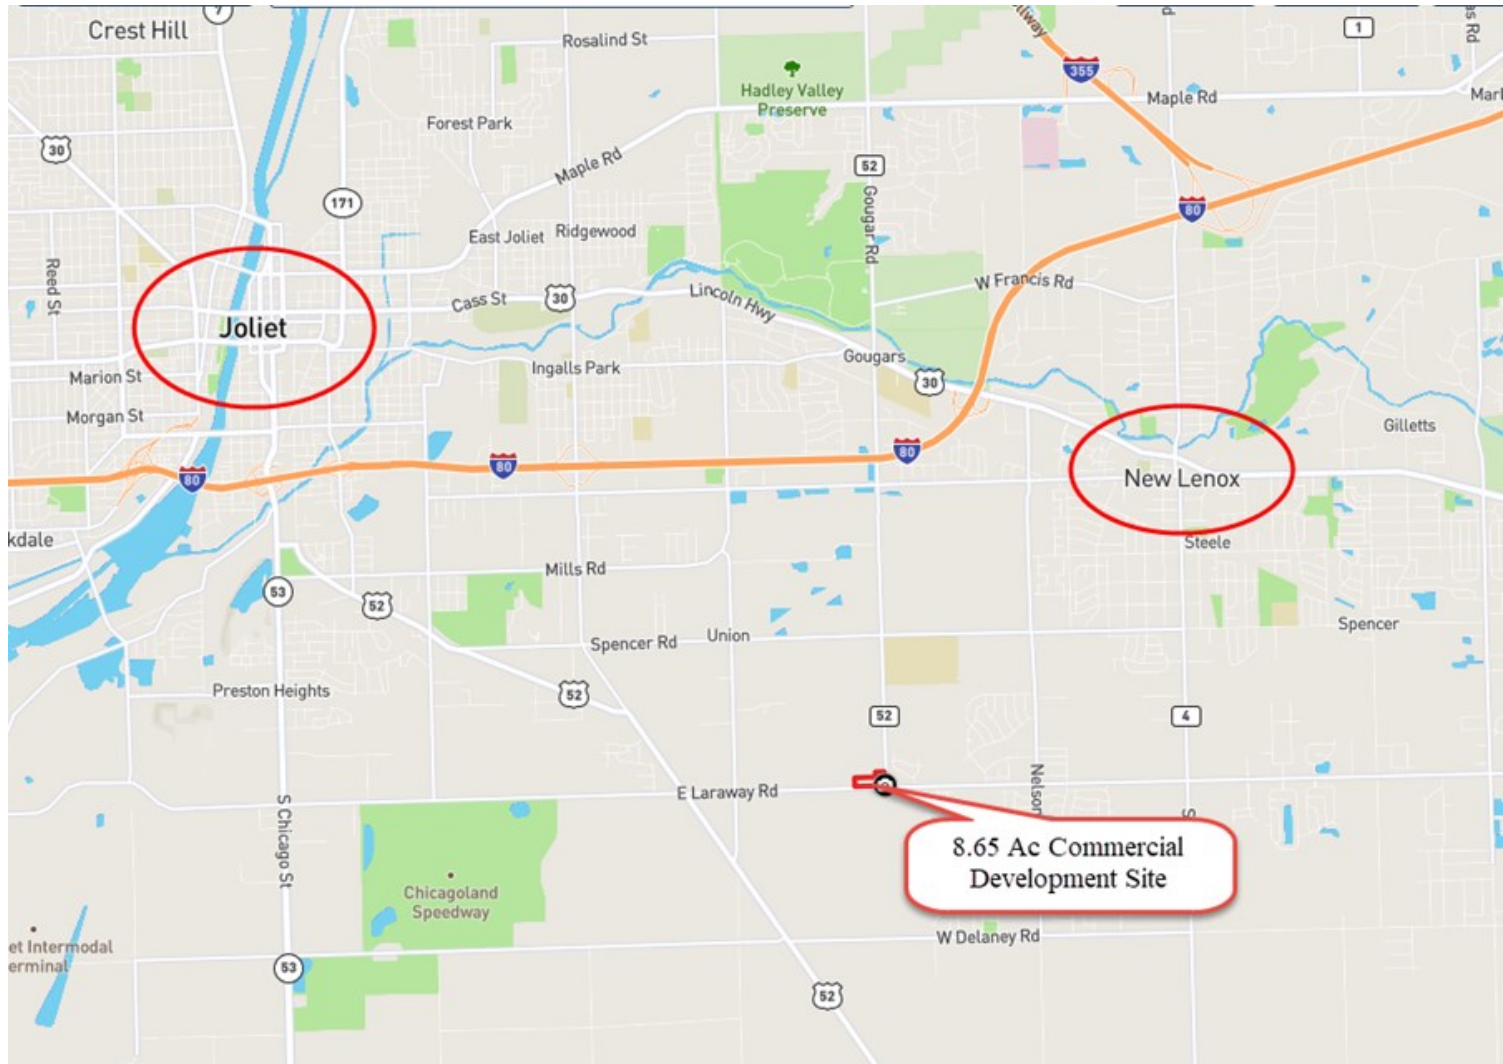 Crest Hill
Rosalind St
1
355
Hadley Valley
Preserve
Maple Rd
Forest Park
30
Maple Rd
52
171
Gougar Rd
80
East Joliet
Ridgewood
Reed St
W Francis Rd
Cass St
30
Lincoln Hwy
Joliet
Gougars
Marion St
Ingalls Park
30
Morgan St
Gilletts
80
80
80
New Lenox
Steele
Mills Rd
53
52
Spencer
Spencer Rd
Union
Preston Heights
52
52
4
Nelson
E Laraway Rd
S Chicago St
8.65 Ac Commercial
Development Site
Chicagoland
Speedway
W Delaney Rd
et Intermodal
erminal
53
52